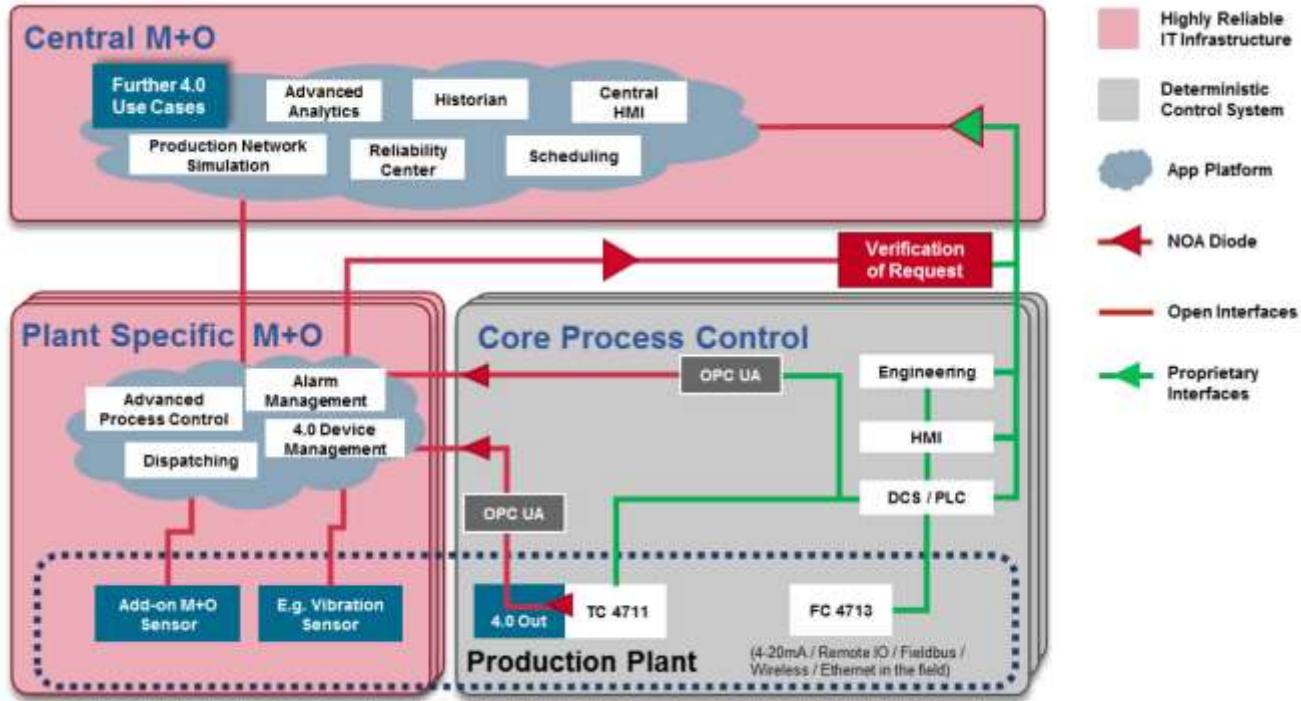 Central M+O
Further 4.0
Use Cases
Advanced
Analytics
Historian
Central
HMI
Production Network
Simulation
Reliability
Center
Scheduling
Verification
of Request
Plant Specific M+O
Alarm
Management
Advanced
Process Control
4.0 Device
Management
Dispatching
Add-on M+O
Sensor
E.g. Vibration
Sensor
Core Process Control
OPC UA
Engineering
HMI
DCS / PLC
OPC UA
4.0 Out
TC 4711
FC 4713
Production Plant
(4-20mA / Remote IO / Fieldbus /
Wireless / Ethernet in the field)
Highly Reliable
IT Infrastructure
Deterministic
Control System
App Platform
NOA Diode
Open Interfaces
Proprietary
Interfaces